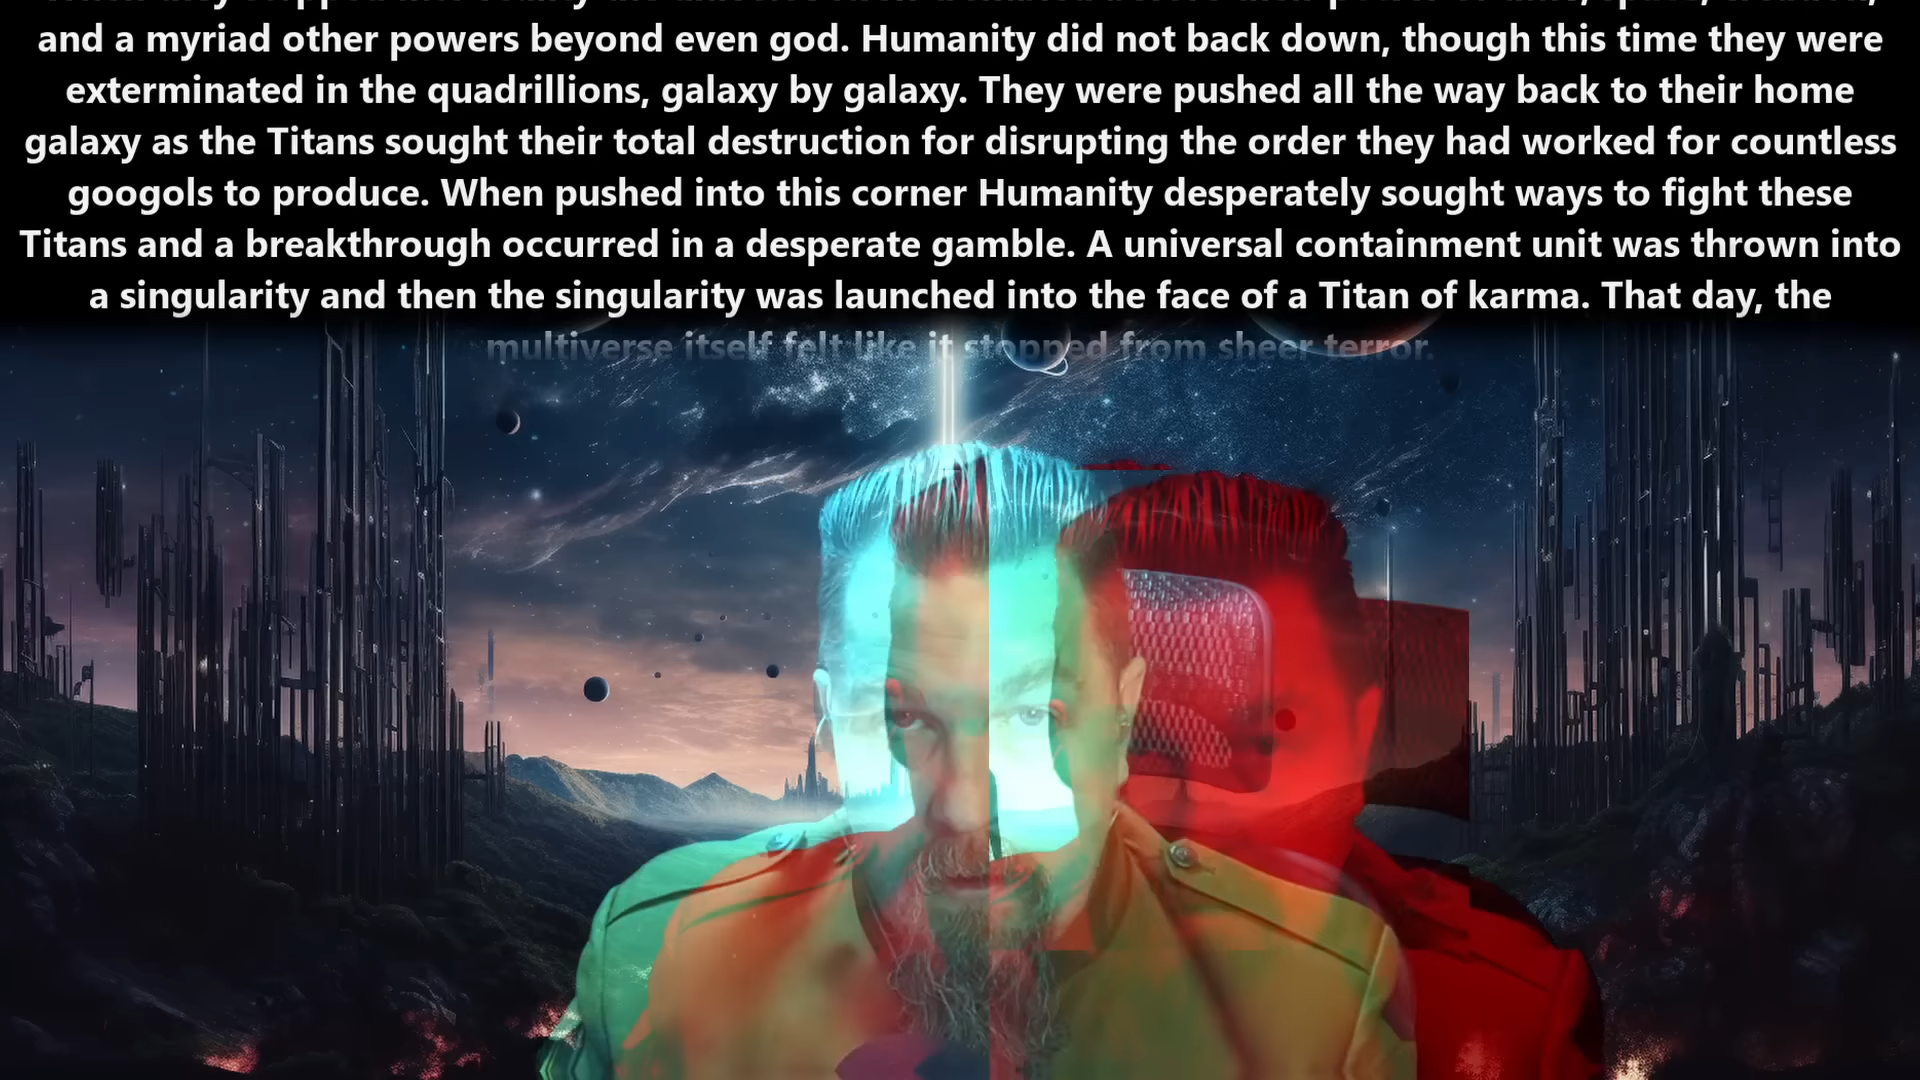 and a myriad other powers beyond even god. Humanity did not back down, though this time they were
exterminated in the quadrillions, galaxy by galaxy. They were pushed all the way back to their home
galaxy as the Titans sought their total destruction for disrupting the order they had worked for countless
googols to produce. When pushed into this corner Humanity desperately sought ways to fight these
Titans and a breakthrough occurred in a desperate gamble. A universal containment unit was thrown into
a singularity and then the singularity was launched into the face of a Titan of karma. That day, the
multiverse itself felt like it stopped from sheer terror.